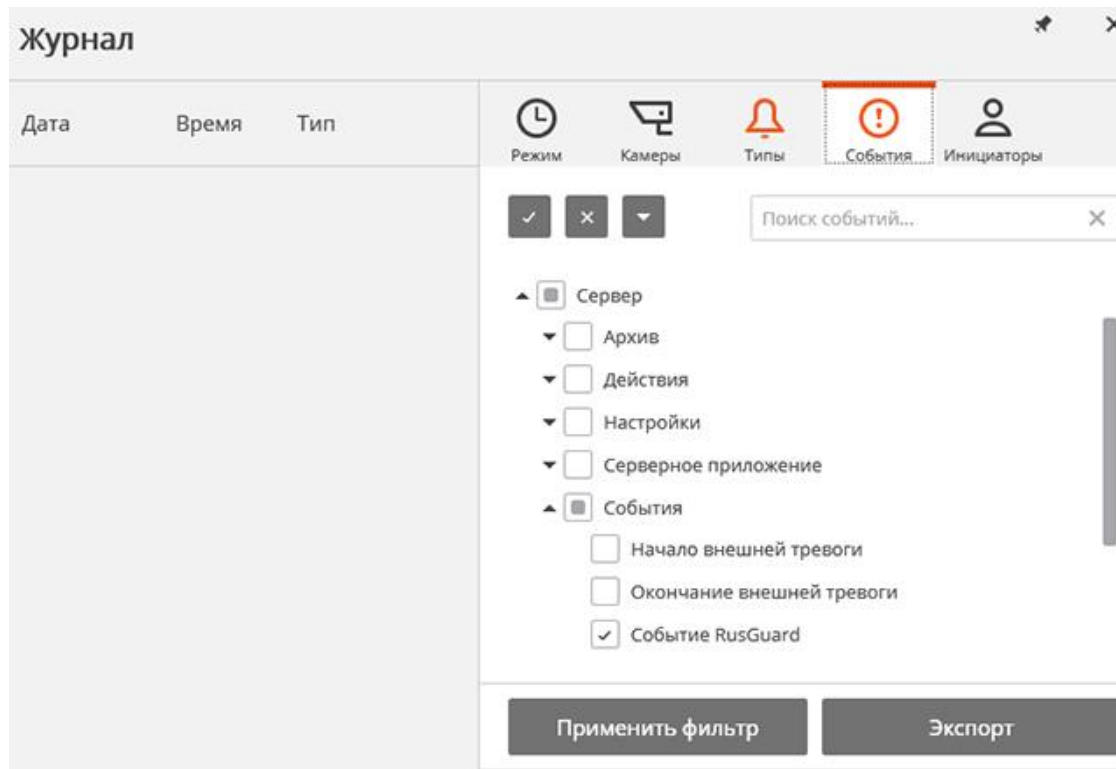 Журнал
Дата Время Тип
Режим Камеры Типы События Инициаторы
Поиск событий...
Сервер
Архив
Действия
Настройки
Серверное приложение
События
Начало внешней тревоги
Окончание внешней тревоги
Событие RusGuard
Применить фильтр Экспорт